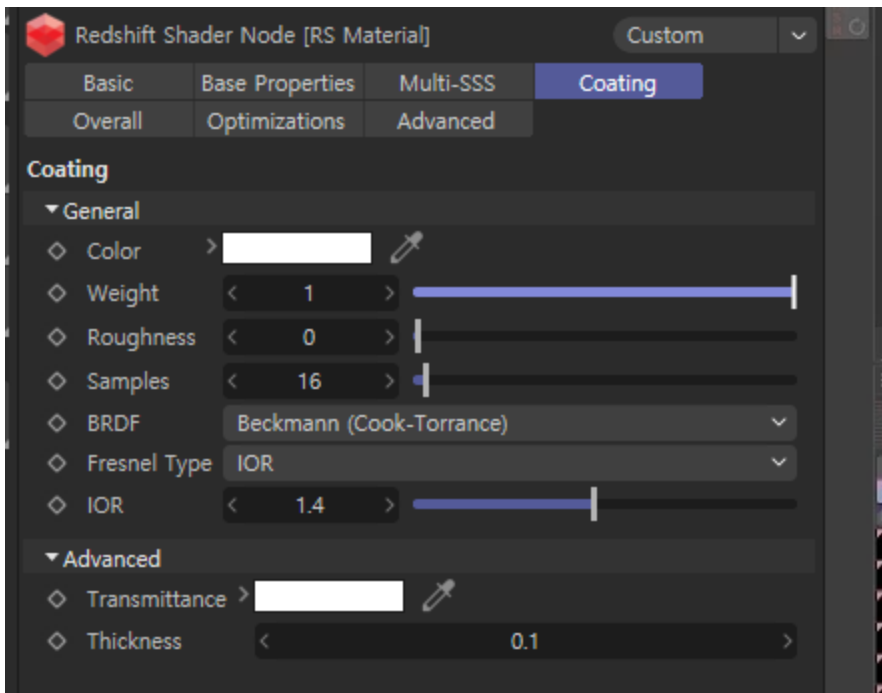 Redshift Shader Node [RS Material] Custom
Basic Base Properties Multi-SSS Coating
Overall Optimizations Advanced
Coating
General
Color
Weight 1
Roughness 0
Samples 16
BRDF Beckmann (Cook-Torrance)
Fresnel Type IOR
IOR 1.4
Advanced
Transmittance
Thickness 0.1